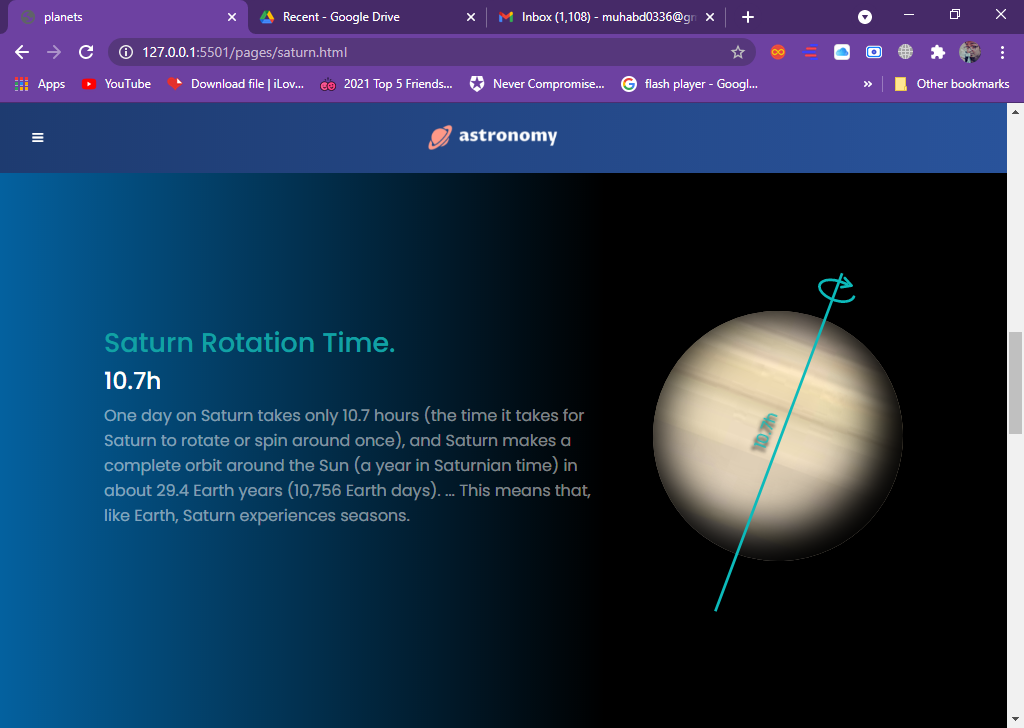 planets
Recent - Google Drive
Inbox (1,108) - muhabd0336@gn
127.0.0.1:5501/pages/saturn.html
Apps
YouTube
Download file | iLov...
2021 Top 5 Friends...
Never Compromise...
flash player - Googl...
»
Other bookmarks
astronomy
Saturn Rotation Time.
10.7h
One day on Saturn takes only 10.7 hours (the time it takes for
Saturn to rotate or spin around once), and Saturn makes a
complete orbit around the Sun (a year in Saturnian time) in
about 29.4 Earth years (10,756 Earth days). ... This means that,
like Earth, Saturn experiences seasons.